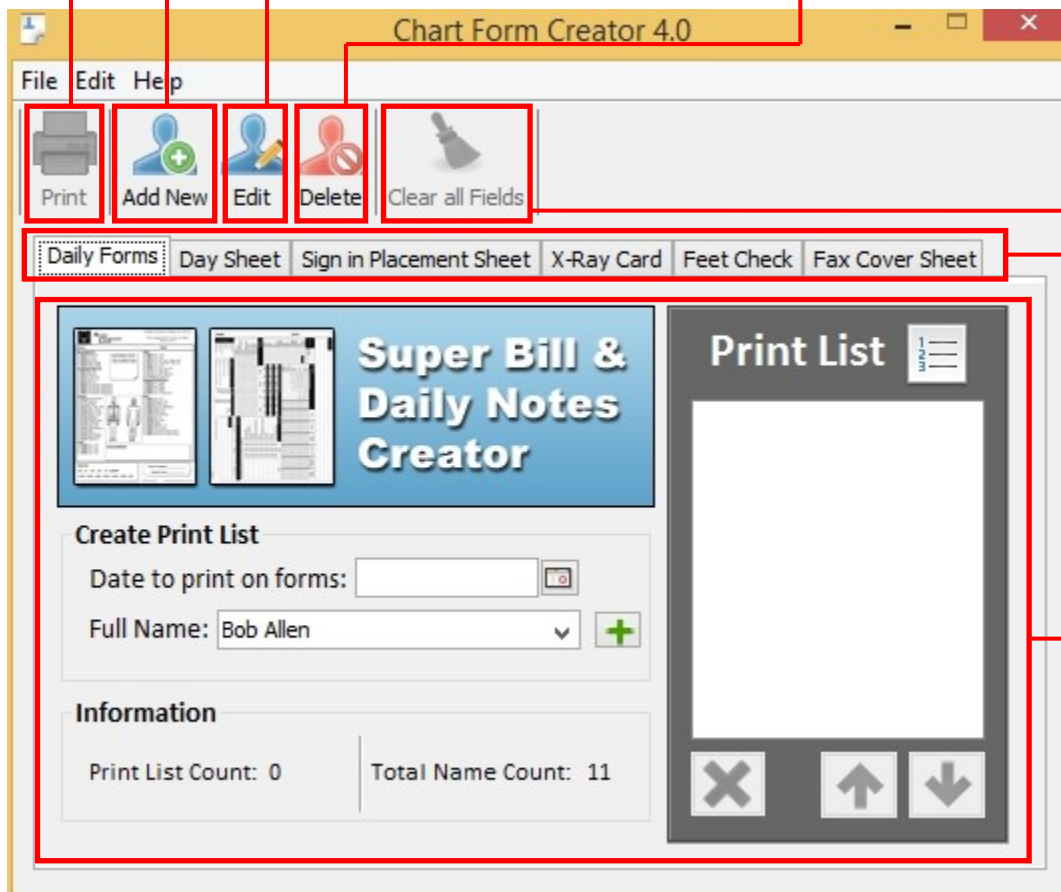 Chart Form Creator 4.0
File Edit Help
Print Add New Edit Delete Clear all Fields
Daily Forms Day Sheet Sign in Placement Sheet X-Ray Card Feet Check Fax Cover Sheet
Super Bill &
Daily Notes
Creator
Print List
1
2
3
Create Print List
Date to print on forms:
Full Name: Bob Allen
Information
Print List Count: 0 Total Name Count: 11